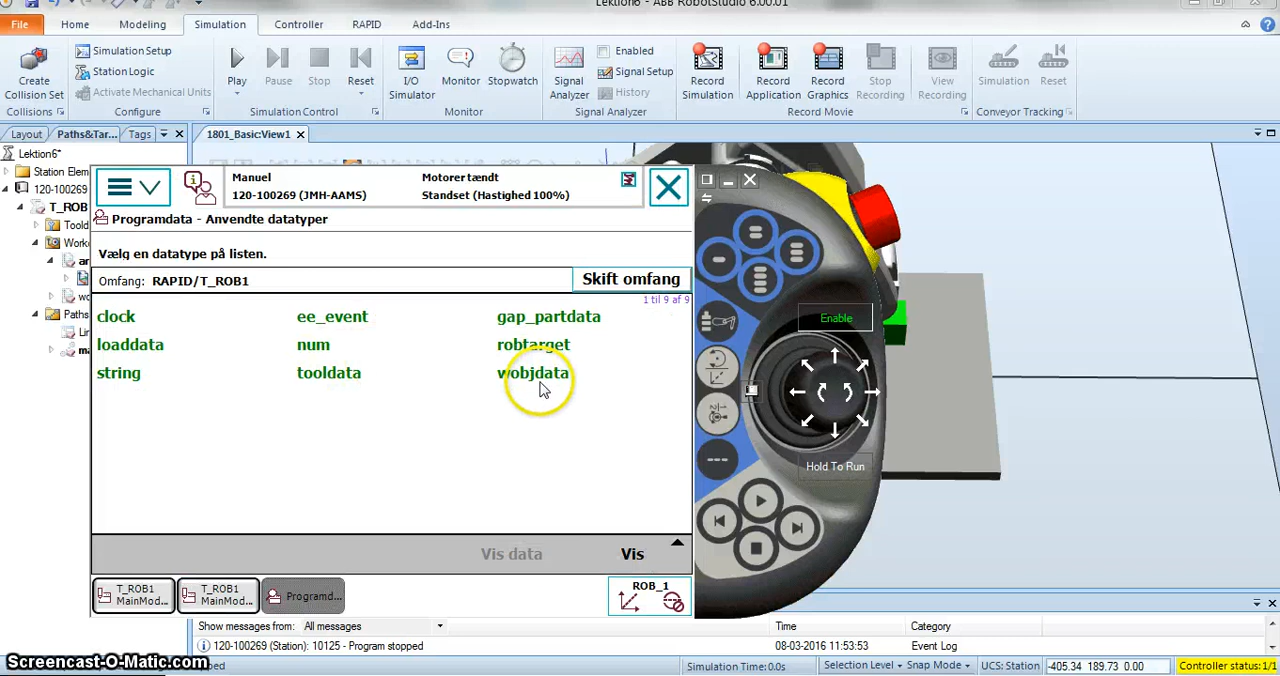 Lektion6 - ABB RobotStudio 6.00.01
File Home Modeling Simulation Controller RAPID Add-Ins
Create Collision Set
Simulation Setup
Station Logic
Activate Mechanical Units
Play Pause Stop Reset
I/O Simulator Monitor Stopwatch
Signal Analyzer
Enabled
Signal Setup
History
Record Simulation Record Application Record Graphics Stop Recording View Recording
Simulation Reset
Collisions Configure Simulation Control Monitor Signal Analyzer Record Movie Conveyor Tracking
Layout Paths&Tar... Tags
1801_Basic:View1
Lektion6*
Station Elem
120-100269
T_ROB
Toold
Paths
Manuel
120-100269 (JMH-AAMS)
Motorer tændt
Standset (Hastighed 100%)
Programdata - Anvendte datatyper
Vælg en datatype på listen.
Omfang: RAPID/T_ROB1
Skift omfang
1 til 9 af 9
clock ee_event gap_partdata
loaddata num robtarget
string tooldata wobjdata
Vis data Vis
T_ROB1 MainMod...
T_ROB1 MainMod...
Programd...
ROB_1
Enable
Hold To Run
Show messages from: All messages Time Category
120-100269 (Station): 10125 - Program stopped 08-03-2016 11:53:53 Event Log
Screencast-O-Matic.com
Simulation Time: 0.0s Selection Level Snap Mode UCS: Station -405.34 189.73 0.00 Controller status: 1/1